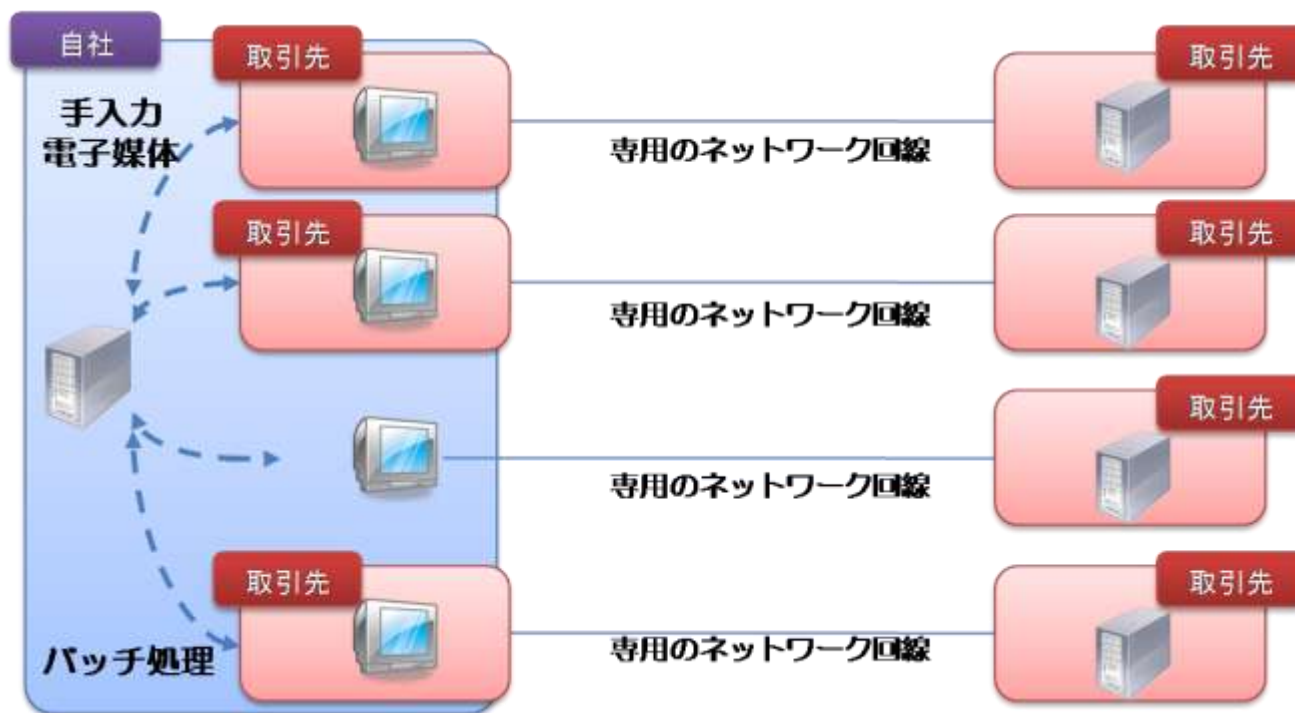 自社
取引先
取引先
手入力
電子媒体
専用のネットワーク回線
取引先
取引先
専用のネットワーク回線
取引先
専用のネットワーク回線
取引先
取引先
バッチ処理
専用のネットワーク回線